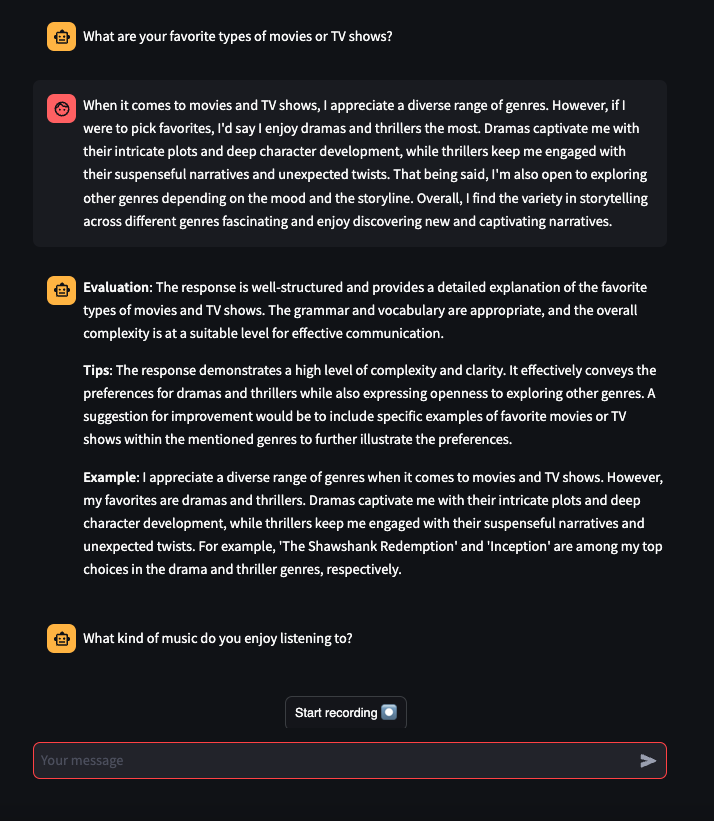 What are your favorite types of movies or TV shows?
When it comes to movies and TV shows, I appreciate a diverse range of genres. However, if I
were to pick favorites, I'd say I enjoy dramas and thrillers the most. Dramas captivate me with
their intricate plots and deep character development, while thrillers keep me engaged with
their suspenseful narratives and unexpected twists. That being said, I'm also open to exploring
other genres depending on the mood and the storyline. Overall, I find the variety in storytelling
across different genres fascinating and enjoy discovering new and captivating narratives.
Evaluation: The response is well-structured and provides a detailed explanation of the favorite
types of movies and TV shows. The grammar and vocabulary are appropriate, and the overall
complexity is at a suitable level for effective communication.
Tips: The response demonstrates a high level of complexity and clarity. It effectively conveys the
preferences for dramas and thrillers while also expressing openness to exploring other genres. A
suggestion for improvement would be to include specific examples of favorite movies or TV
shows within the mentioned genres to further illustrate the preferences.
Example: I appreciate a diverse range of genres when it comes to movies and TV shows. However,
my favorites are dramas and thrillers. Dramas captivate me with their intricate plots and deep
character development, while thrillers keep me engaged with their suspenseful narratives and
unexpected twists. For example, 'The Shawshank Redemption' and 'Inception' are among my top
choices in the drama and thriller genres, respectively.
What kind of music do you enjoy listening to?
Start recording
Your message